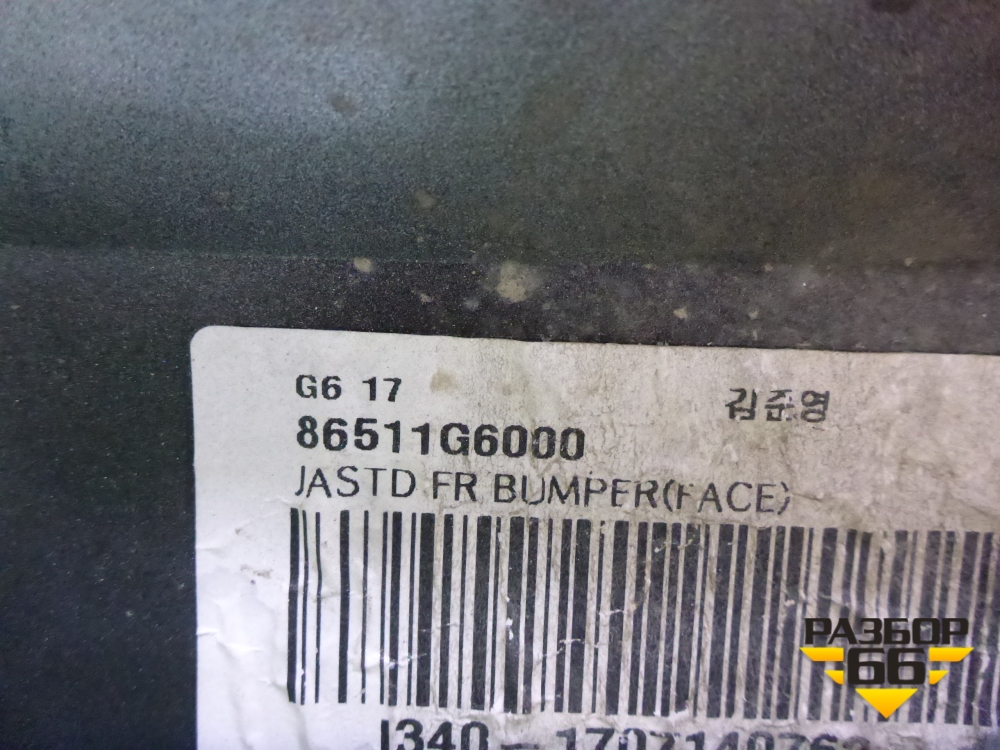 G6 17 김준영
86511G6000
JASTD FR BUMPER(FACE)
РАЗБОР
66